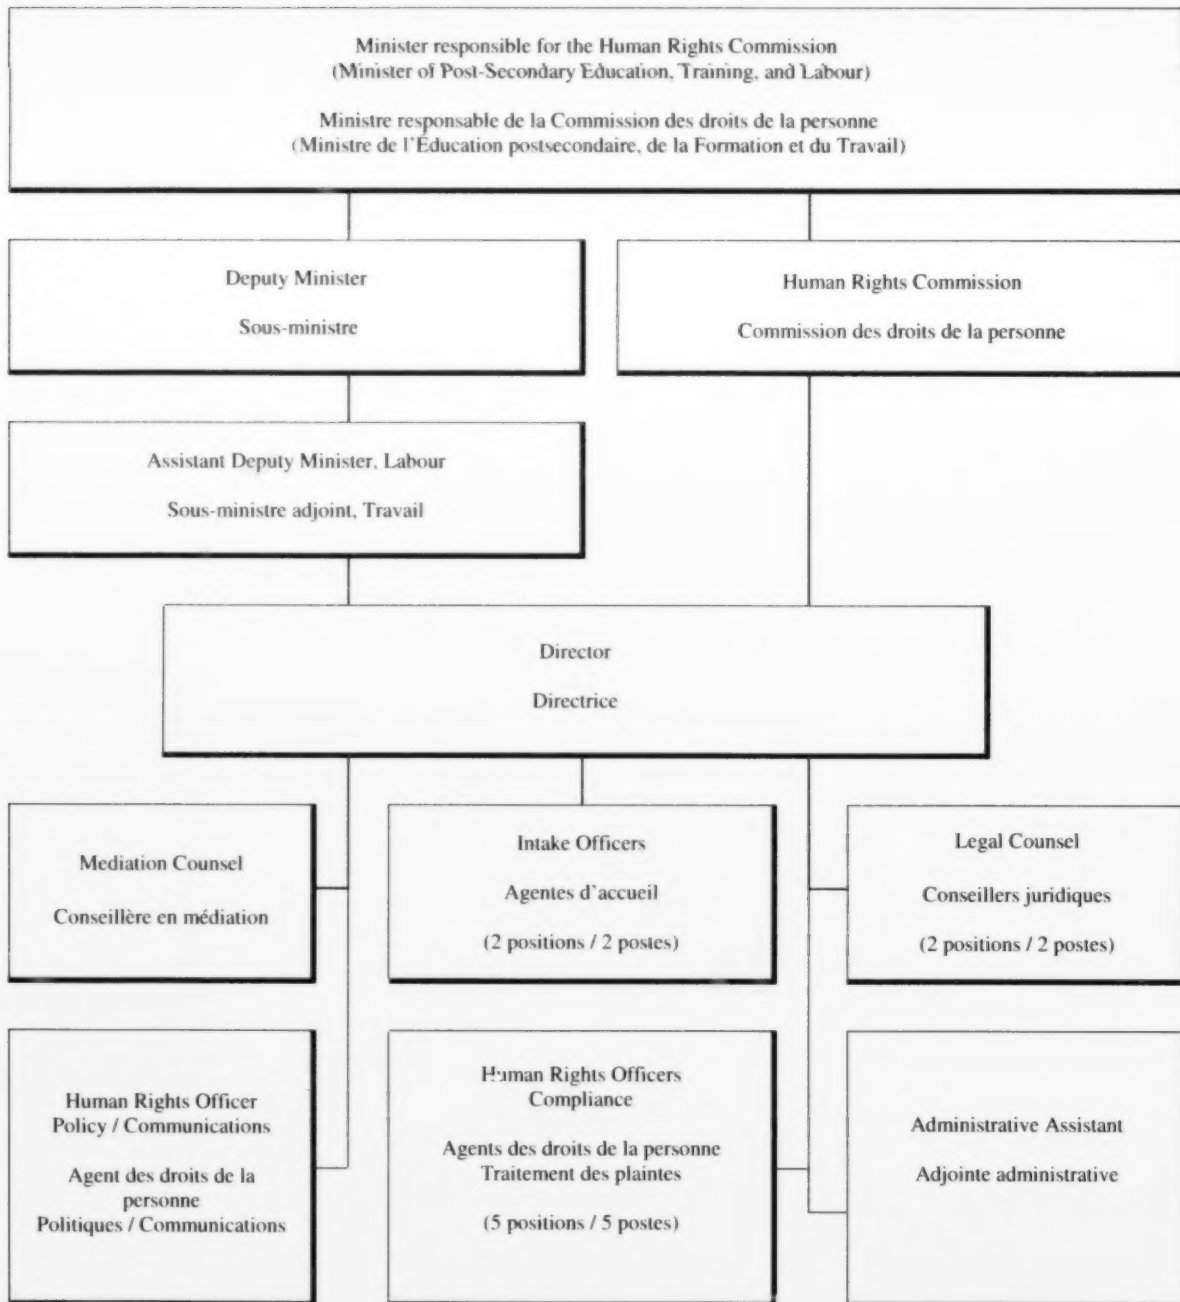 Minister responsible for the Human Rights Commission
(Minister of Post-Secondary Education, Training, and Labour)
Ministre responsable de la Commission des droits de la personne
(Ministre de l'Éducation postsecondaire, de la Formation et du Travail)
Deputy Minister
Sous-ministre
Human Rights Commission
Commission des droits de la personne
Assistant Deputy Minister, Labour
Sous-ministre adjoint, Travail
Director
Directrice
Mediation Counsel
Conseillère en médiation
Intake Officers
Agentes d'accueil
(2 positions / 2 postes)
Legal Counsel
Conseillers juridiques
(2 positions / 2 postes)
Human Rights Officer
Policy / Communications
Agent des droits de la
personne
Politiques / Communications
Human Rights Officers
Compliance
Agents des droits de la personne
Traitement des plaintes
(5 positions / 5 postes)
Administrative Assistant
Adjointe administrative